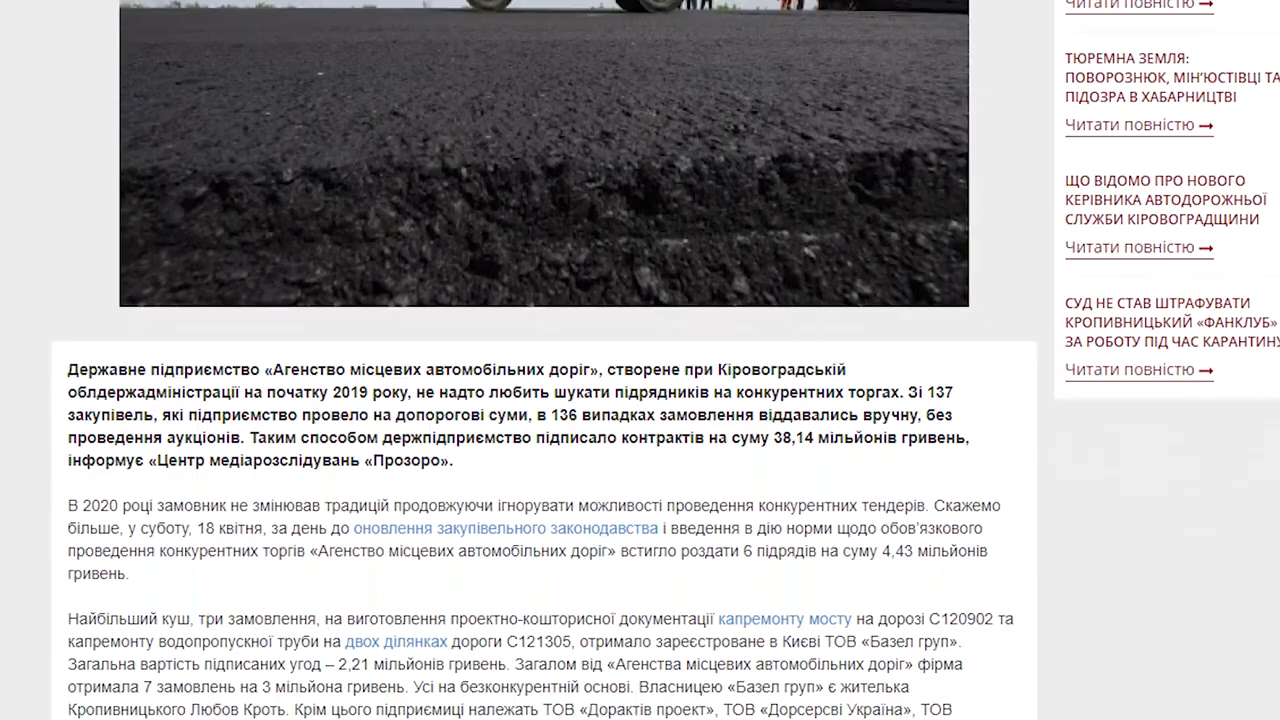 Читати повністю →
ТЮРЕМНА ЗЕМЛЯ:
ПОВОРОЗНЮК, МІН’ЮСТІВЦІ ТА
ПІДОЗРА В ХАБАРНИЦТВІ
Читати повністю →
ЩО ВІДОМО ПРО НОВОГО
КЕРІВНИКА АВТОДОРОЖНЬОЇ
СЛУЖБИ КІРОВОГРАДЩИНИ
Читати повністю →
СУД НЕ СТАВ ШТРАФУВАТИ
КРОПИВНИЦЬКИЙ «ФАНКЛУБ»
ЗА РОБОТУ ПІД ЧАС КАРАНТИНУ
Читати повністю →
Державне підприємство «Агенство місцевих автомобільних доріг», створене при Кіровоградській
облдержадміністрації на початку 2019 року, не надто любить шукати підрядників на конкурентних торгах. Зі 137
закупівель, які підприємство провело на допорогові суми, в 136 випадках замовлення віддавались вручну, без
проведення аукціонів. Таким способом держпідприємство підписало контрактів на суму 38,14 мільйонів гривень,
інформує «Центр медіарозслідувань «Прозоро».
В 2020 році замовник не змінював традицій продовжуючи ігнорувати можливості проведення конкурентних тендерів. Скажемо
більше, у суботу, 18 квітня, за день до оновлення закупівельного законодавства і введення в дію норми щодо обов’язкового
проведення конкурентних торгів «Агенство місцевих автомобільних доріг» встигло роздати 6 підрядів на суму 4,43 мільйонів
гривень.
Найбільший куш, три замовлення, на виготовлення проектно-кошторисної документації капремонту мосту на дорозі С120902 та
капремонту водопропускної труби на двох ділянках дороги С121305, отримало зареєстроване в Києві ТОВ «Базел груп».
Загальна вартість підписаних угод – 2,21 мільйонів гривень. Загалом від «Агенства місцевих автомобільних доріг» фірма
отримала 7 замовлень на 3 мільйона гривень. Усі на безконкурентній основі. Власницею «Базел груп» є жителька
Кропивницького Любов Кроть. Крім цього підприємиці належать ТОВ «Дорактів проект», ТОВ «Дорсерсві Україна», ТОВ